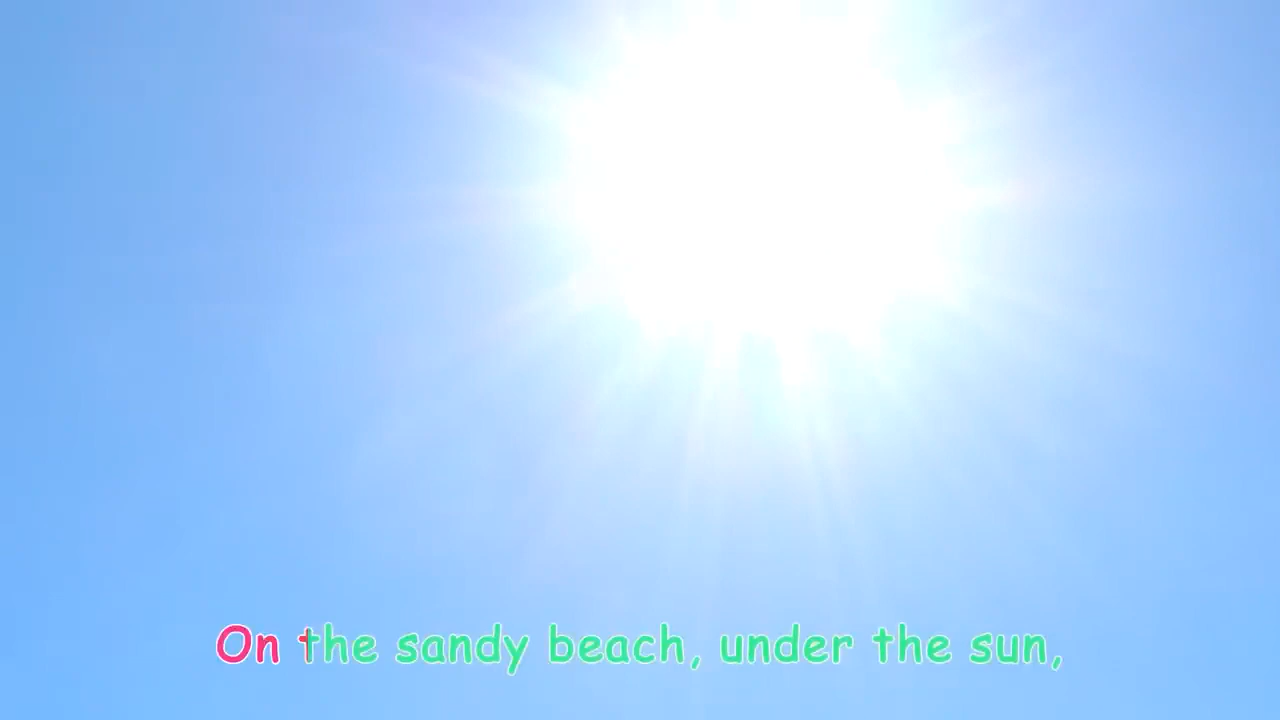 On the sandy beach, under the sun,